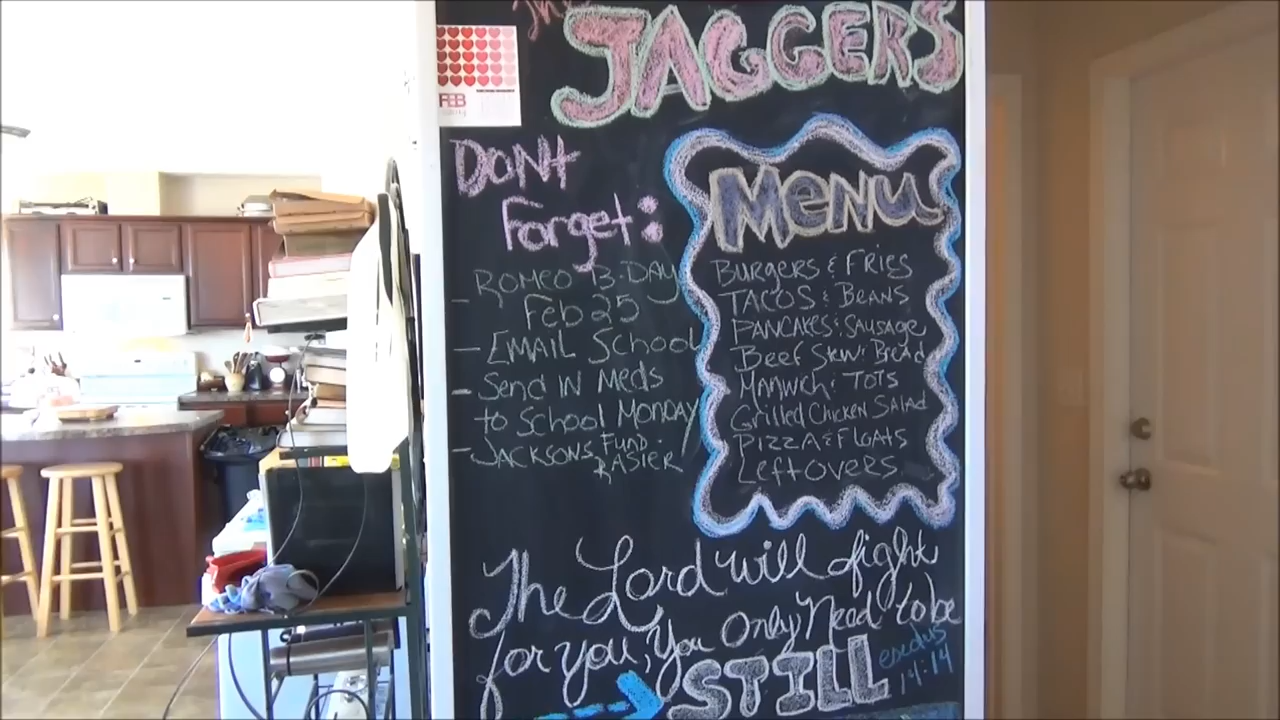 The
JAGGERS
FEB
DONt
Forget:
- ROMEO B-DAY
Feb 25
- EMAIL School
- Send IN Meds
to School MONDAY
- JACKSONS FUND
RASIER
MeNU
BURGERS & FRIES
TACOS & BEANS
PANCAKES & SAUSAGE
Beef Stew & Bread
MANWICH & TOTS
Grilled Chicken SALAD
PIZZA & FLOATS
LeftOVERS
The Lord will fight
for you, You Only Need to be
STILL
exodus
14:14